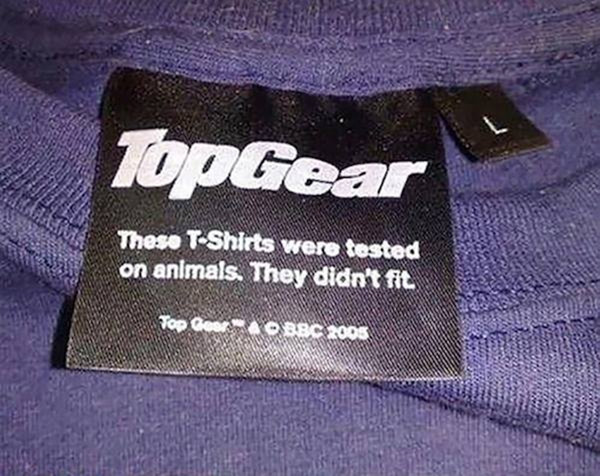 TopGear
L
These T-Shirts were tested
on animals. They didn't fit.
Top Gear™ & © BBC 2005